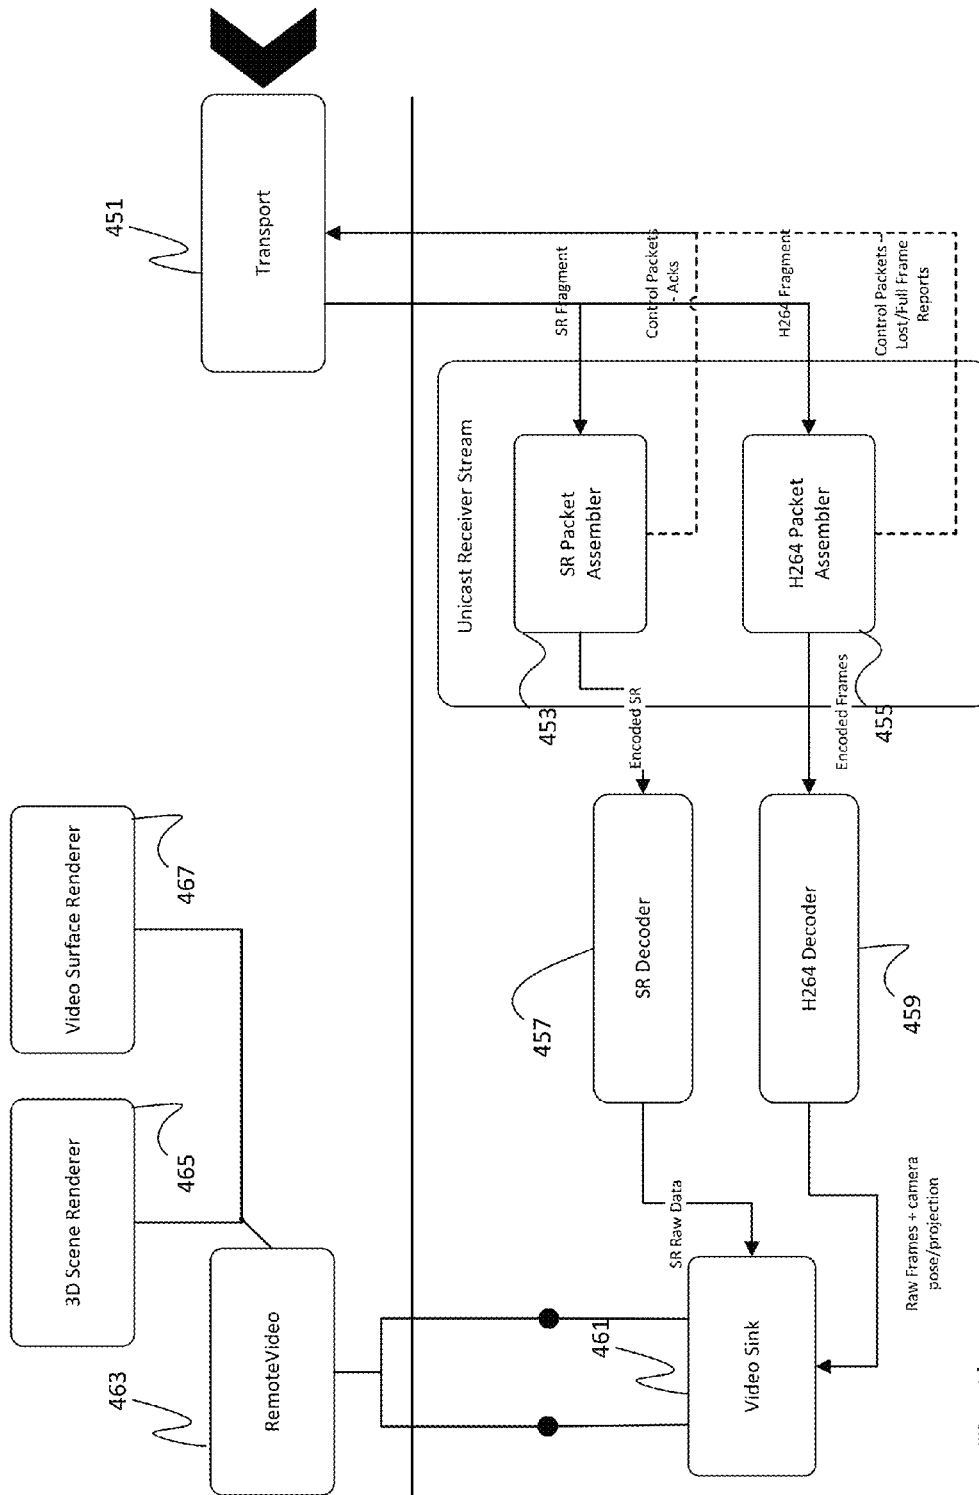 3D Scene Renderer
465
Video Surface Renderer
467
RemoteVideo
463
Transport
451
Unicast Receiver Stream
SR Fragment
Control Packets
- Acks
H264 Fragment
Control Packets -
Lost/Full Frame
Reports
SR Packet
Assembler
453
H264 Packet
Assembler
455
Encoded SR
Encoded Frames
SR Decoder
457
H264 Decoder
459
SR Raw Data
Raw Frames + camera
pose/projection
Video Sink
461